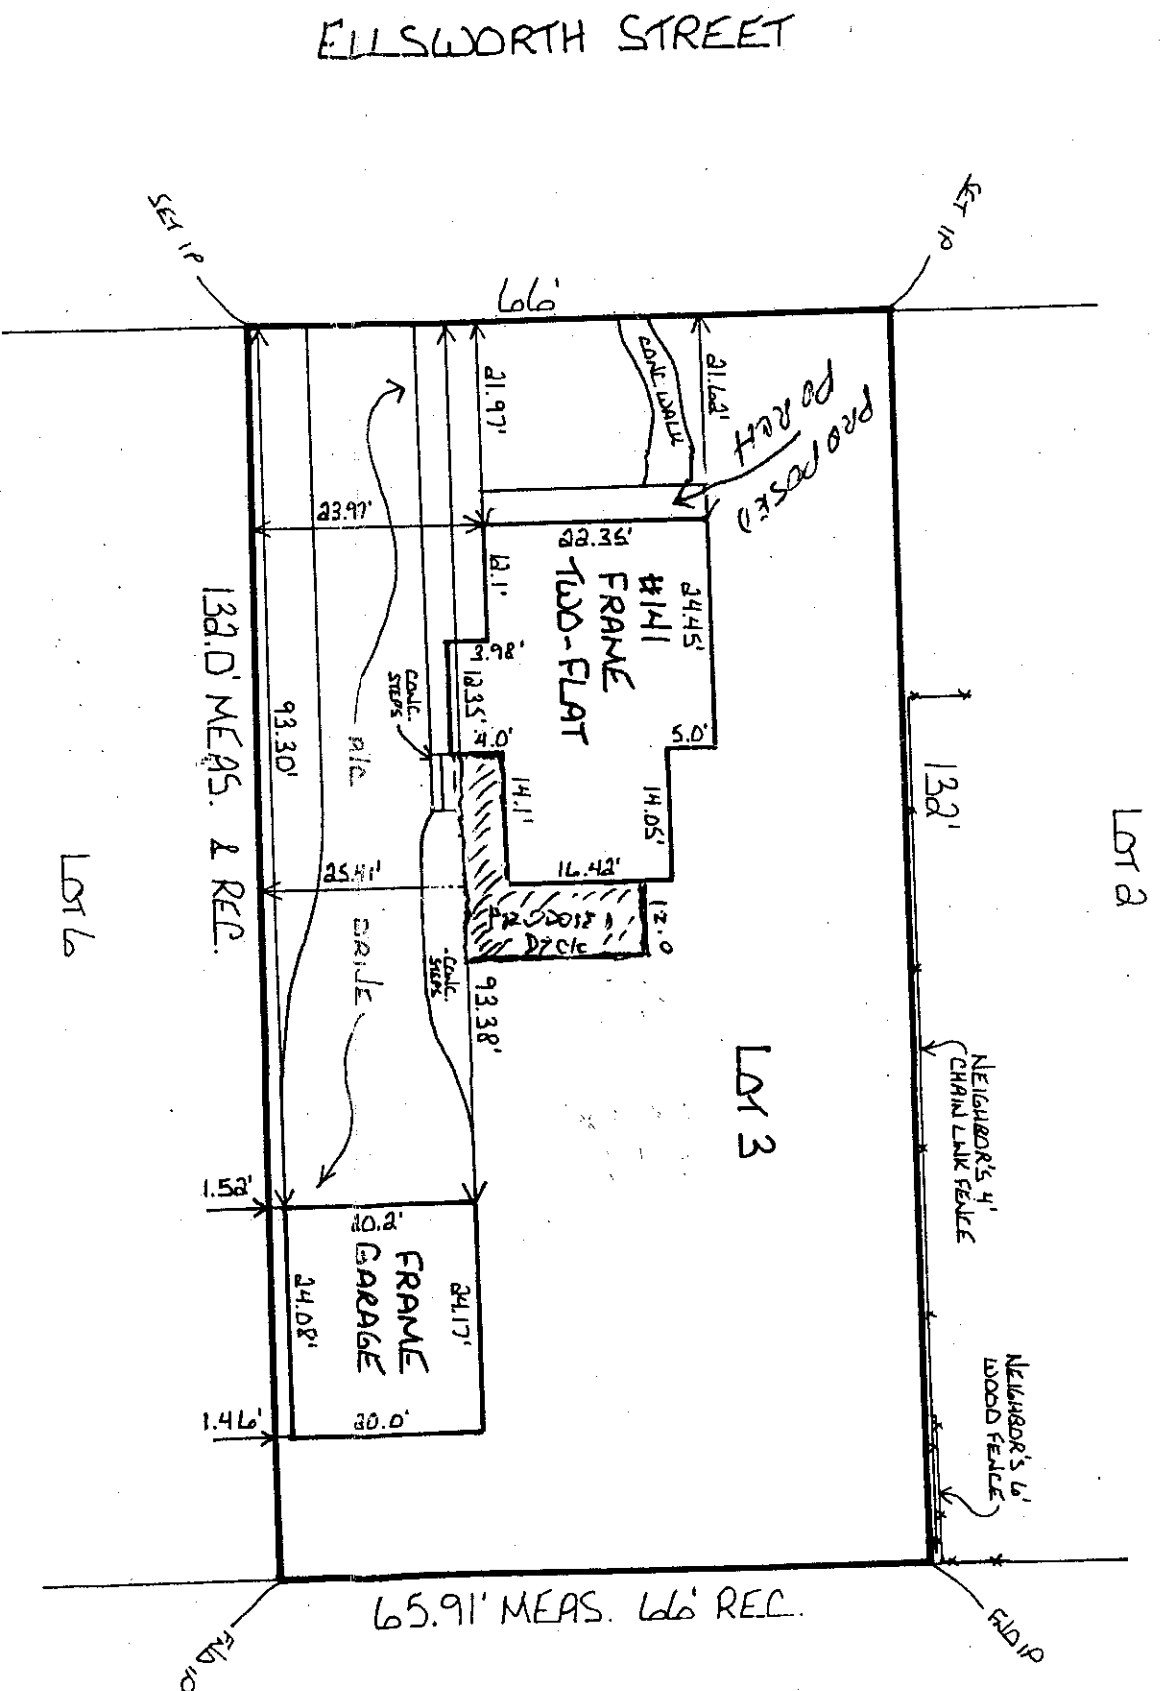 ELLSWORTH STREET
SET IP
SET IP
66'
21.97'
CONC. WALK
21.62'
PROPOSED
PORCH
23.97'
22.35'
12.1'
#141
FRAME
TWO-FLAT
24.45'
3.98'
12.35'
CONC.
STEPS
4.0'
5.0'
132.0' MEAS. & REC.
93.30'
14.1'
14.05'
132'
LOT 2
LOT 6
25.41'
16.42'
12.0
PROPOSED
DRIVE
CONC.
STEPS
93.38'
LOT 3
NEIGHBOR'S 4'
CHAIN LINK FENCE
1.52'
20.2'
FRAME
GARAGE
24.08'
24.17'
1.46'
20.0'
NEIGHBOR'S 6'
WOOD FENCE
65.91' MEAS. 66' REC.
FND IP
FND IP